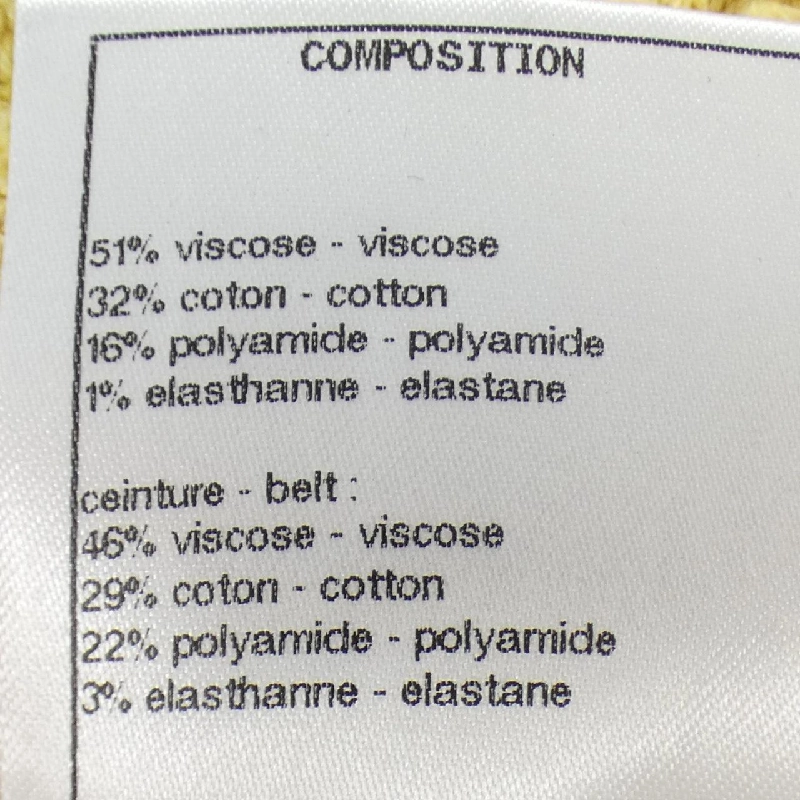 COMPOSITION
51% viscose - viscose
32% coton - cotton
16% polyamide - polyamide
1% elasthanne - elastane
ceinture - belt :
46% viscose - viscose
29% coton - cotton
22% polyamide - polyamide
3% elasthanne - elastane